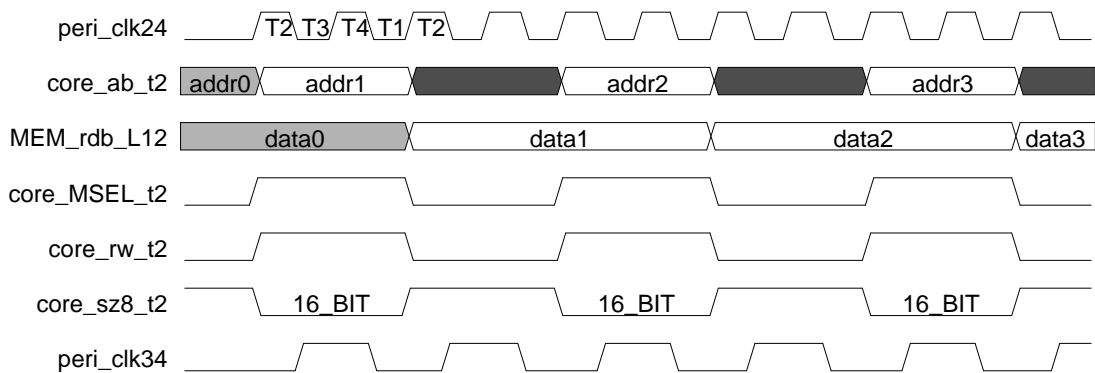 peri_clk24 T2 T3 T4 T1 T2
core_ab_t2 addr0 addr1 addr2 addr3
MEM_rdb_L12 data0 data1 data2 data3
core_MSEL_t2
core_rw_t2
core_sz8_t2 16_BIT 16_BIT 16_BIT
peri_clk34